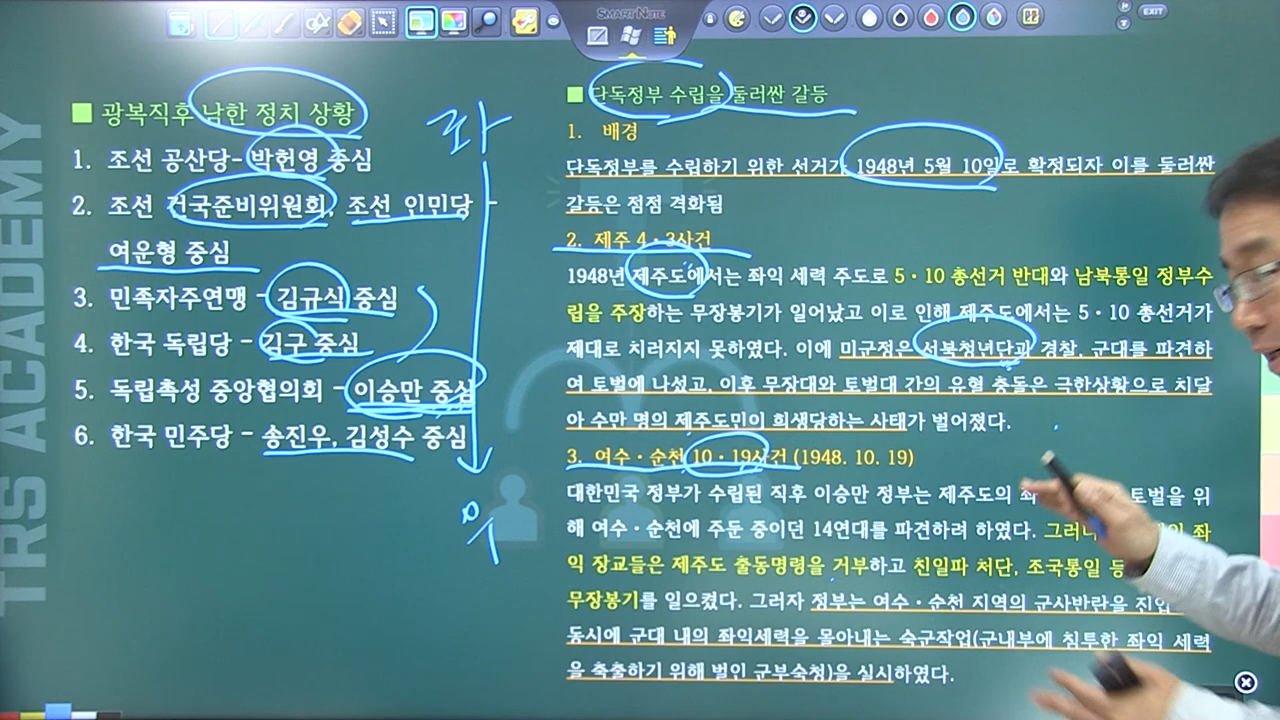 SMART NOTE
EXIT
TRS ACADEMY
■ 광복직후 남한 정치 상황
1. 조선 공산당- 박헌영 중심
2. 조선 건국준비위원회, 조선 인민당 -
여운형 중심
3. 민족자주연맹 - 김규식 중심
4. 한국 독립당 - 김구 중심
5. 독립촉성 중앙협의회 - 이승만 중심
6. 한국 민주당 - 송진우, 김성수 중심
좌
우
■ 단독정부 수립을 둘러싼 갈등
1. 배경
단독정부를 수립하기 위한 선거가 1948년 5월 10일로 확정되자 이를 둘러싼
갈등은 점점 격화됨
2. 제주 4·3사건
1948년 제주도에서는 좌익 세력 주도로 5·10 총선거 반대와 남북통일 정부수
립을 주장하는 무장봉기가 일어났고 이로 인해 제주도에서는 5·10 총선거가
제대로 치러지지 못하였다. 이에 미군정은 서북청년단과 경찰, 군대를 파견하
여 토벌에 나섰고, 이후 무장대와 토벌대 간의 유혈 충돌은 극한상황으로 치달
아 수만 명의 제주도민이 희생당하는 사태가 벌어졌다.
3. 여수·순천 10·19사건 (1948. 10. 19)
대한민국 정부가 수립된 직후 이승만 정부는 제주도의 좌 토벌을 위
해 여수·순천에 주둔 중이던 14연대를 파견하려 하였다. 그러나 좌
익 장교들은 제주도 출동명령을 거부하고 친일파 처단, 조국통일 등
무장봉기를 일으켰다. 그러자 정부는 여수·순천 지역의 군사반란을 진압
동시에 군대 내의 좌익세력을 몰아내는 숙군작업(군내부에 침투한 좌익 세력
을 축출하기 위해 벌인 군부숙청)을 실시하였다.